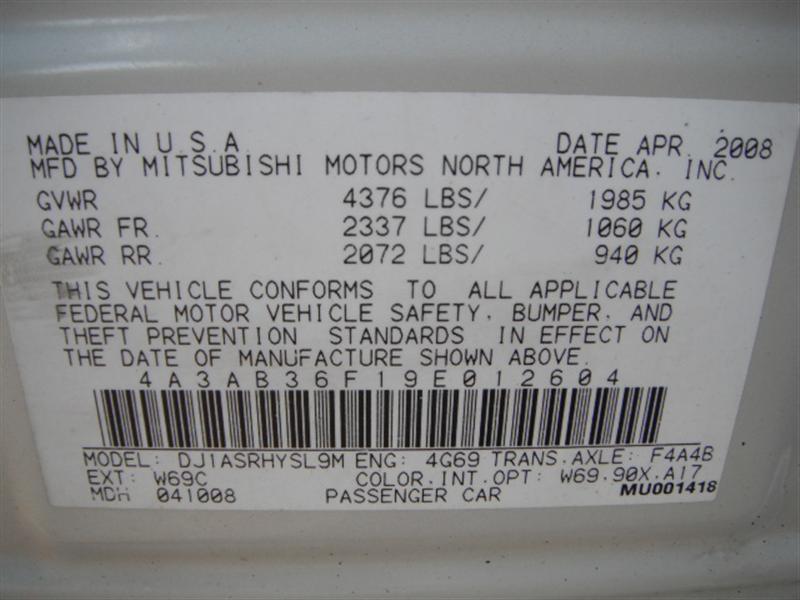 MADE IN U.S.A. DATE APR. 2008
MFD BY MITSUBISHI MOTORS NORTH AMERICA, INC.
GVWR 4376 LBS/ 1985 KG
GAWR FR. 2337 LBS/ 1060 KG
GAWR RR. 2072 LBS/ 940 KG
THIS VEHICLE CONFORMS TO ALL APPLICABLE
FEDERAL MOTOR VEHICLE SAFETY, BUMPER, AND
THEFT PREVENTION STANDARDS IN EFFECT ON
THE DATE OF MANUFACTURE SHOWN ABOVE.
4A3AB36F19E012604
MODEL: DJ1ASRHYSL9M ENG: 4G69 TRANS.AXLE: F4A4B
EXT: W69C COLOR.INT.OPT: W69.90X.A17
MDH 041008 PASSENGER CAR MU001418